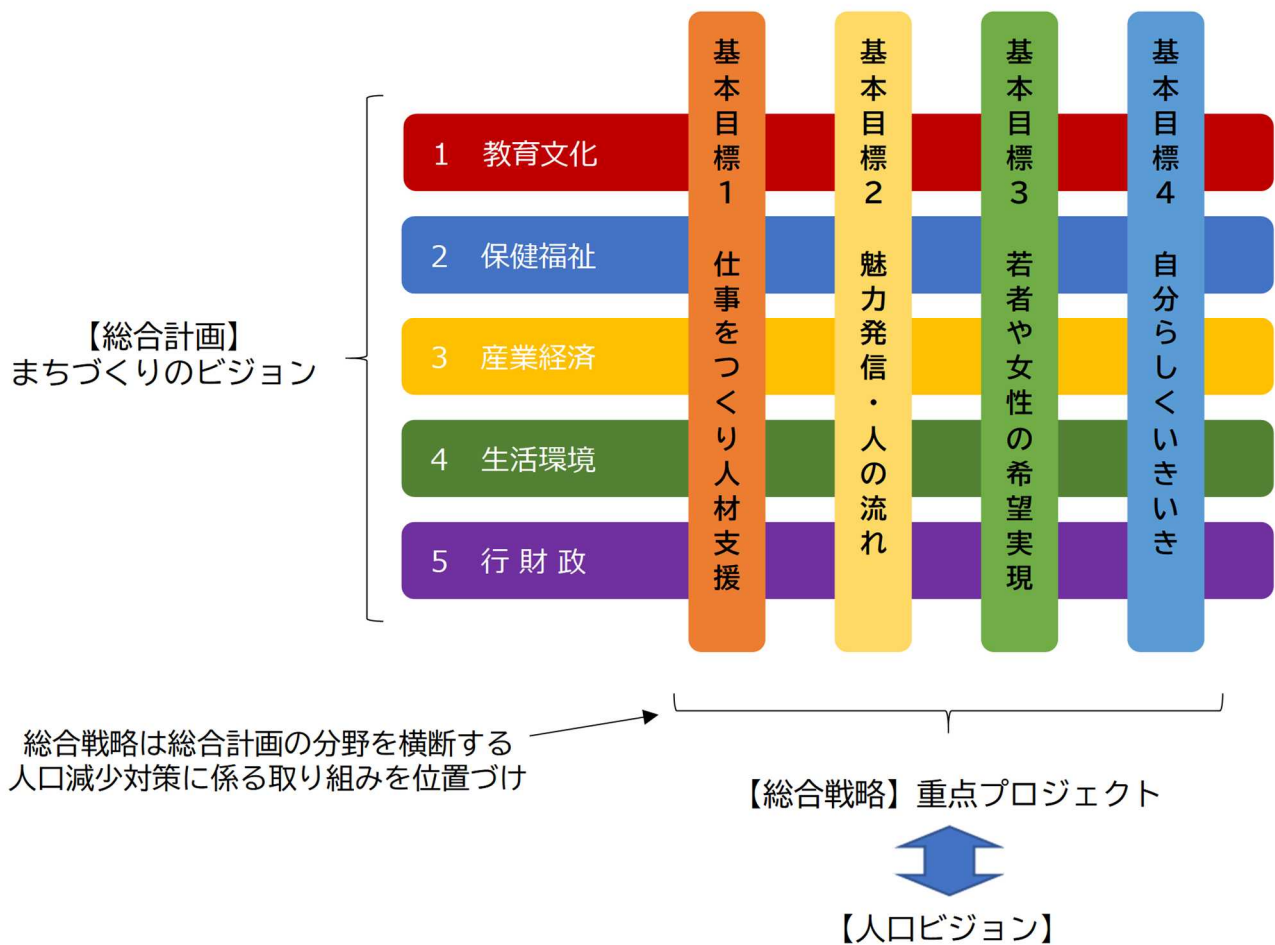 基本目標1　仕事をつくり人材支援
基本目標2　魅力発信・人の流れ
基本目標3　若者や女性の希望実現
基本目標4　自分らしくいきいき
1　教育文化
2　保健福祉
3　産業経済
4　生活環境
5　行 財 政
【総合計画】
まちづくりのビジョン
総合戦略は総合計画の分野を横断する
人口減少対策に係る取り組みを位置づけ
【総合戦略】重点プロジェクト
【人口ビジョン】